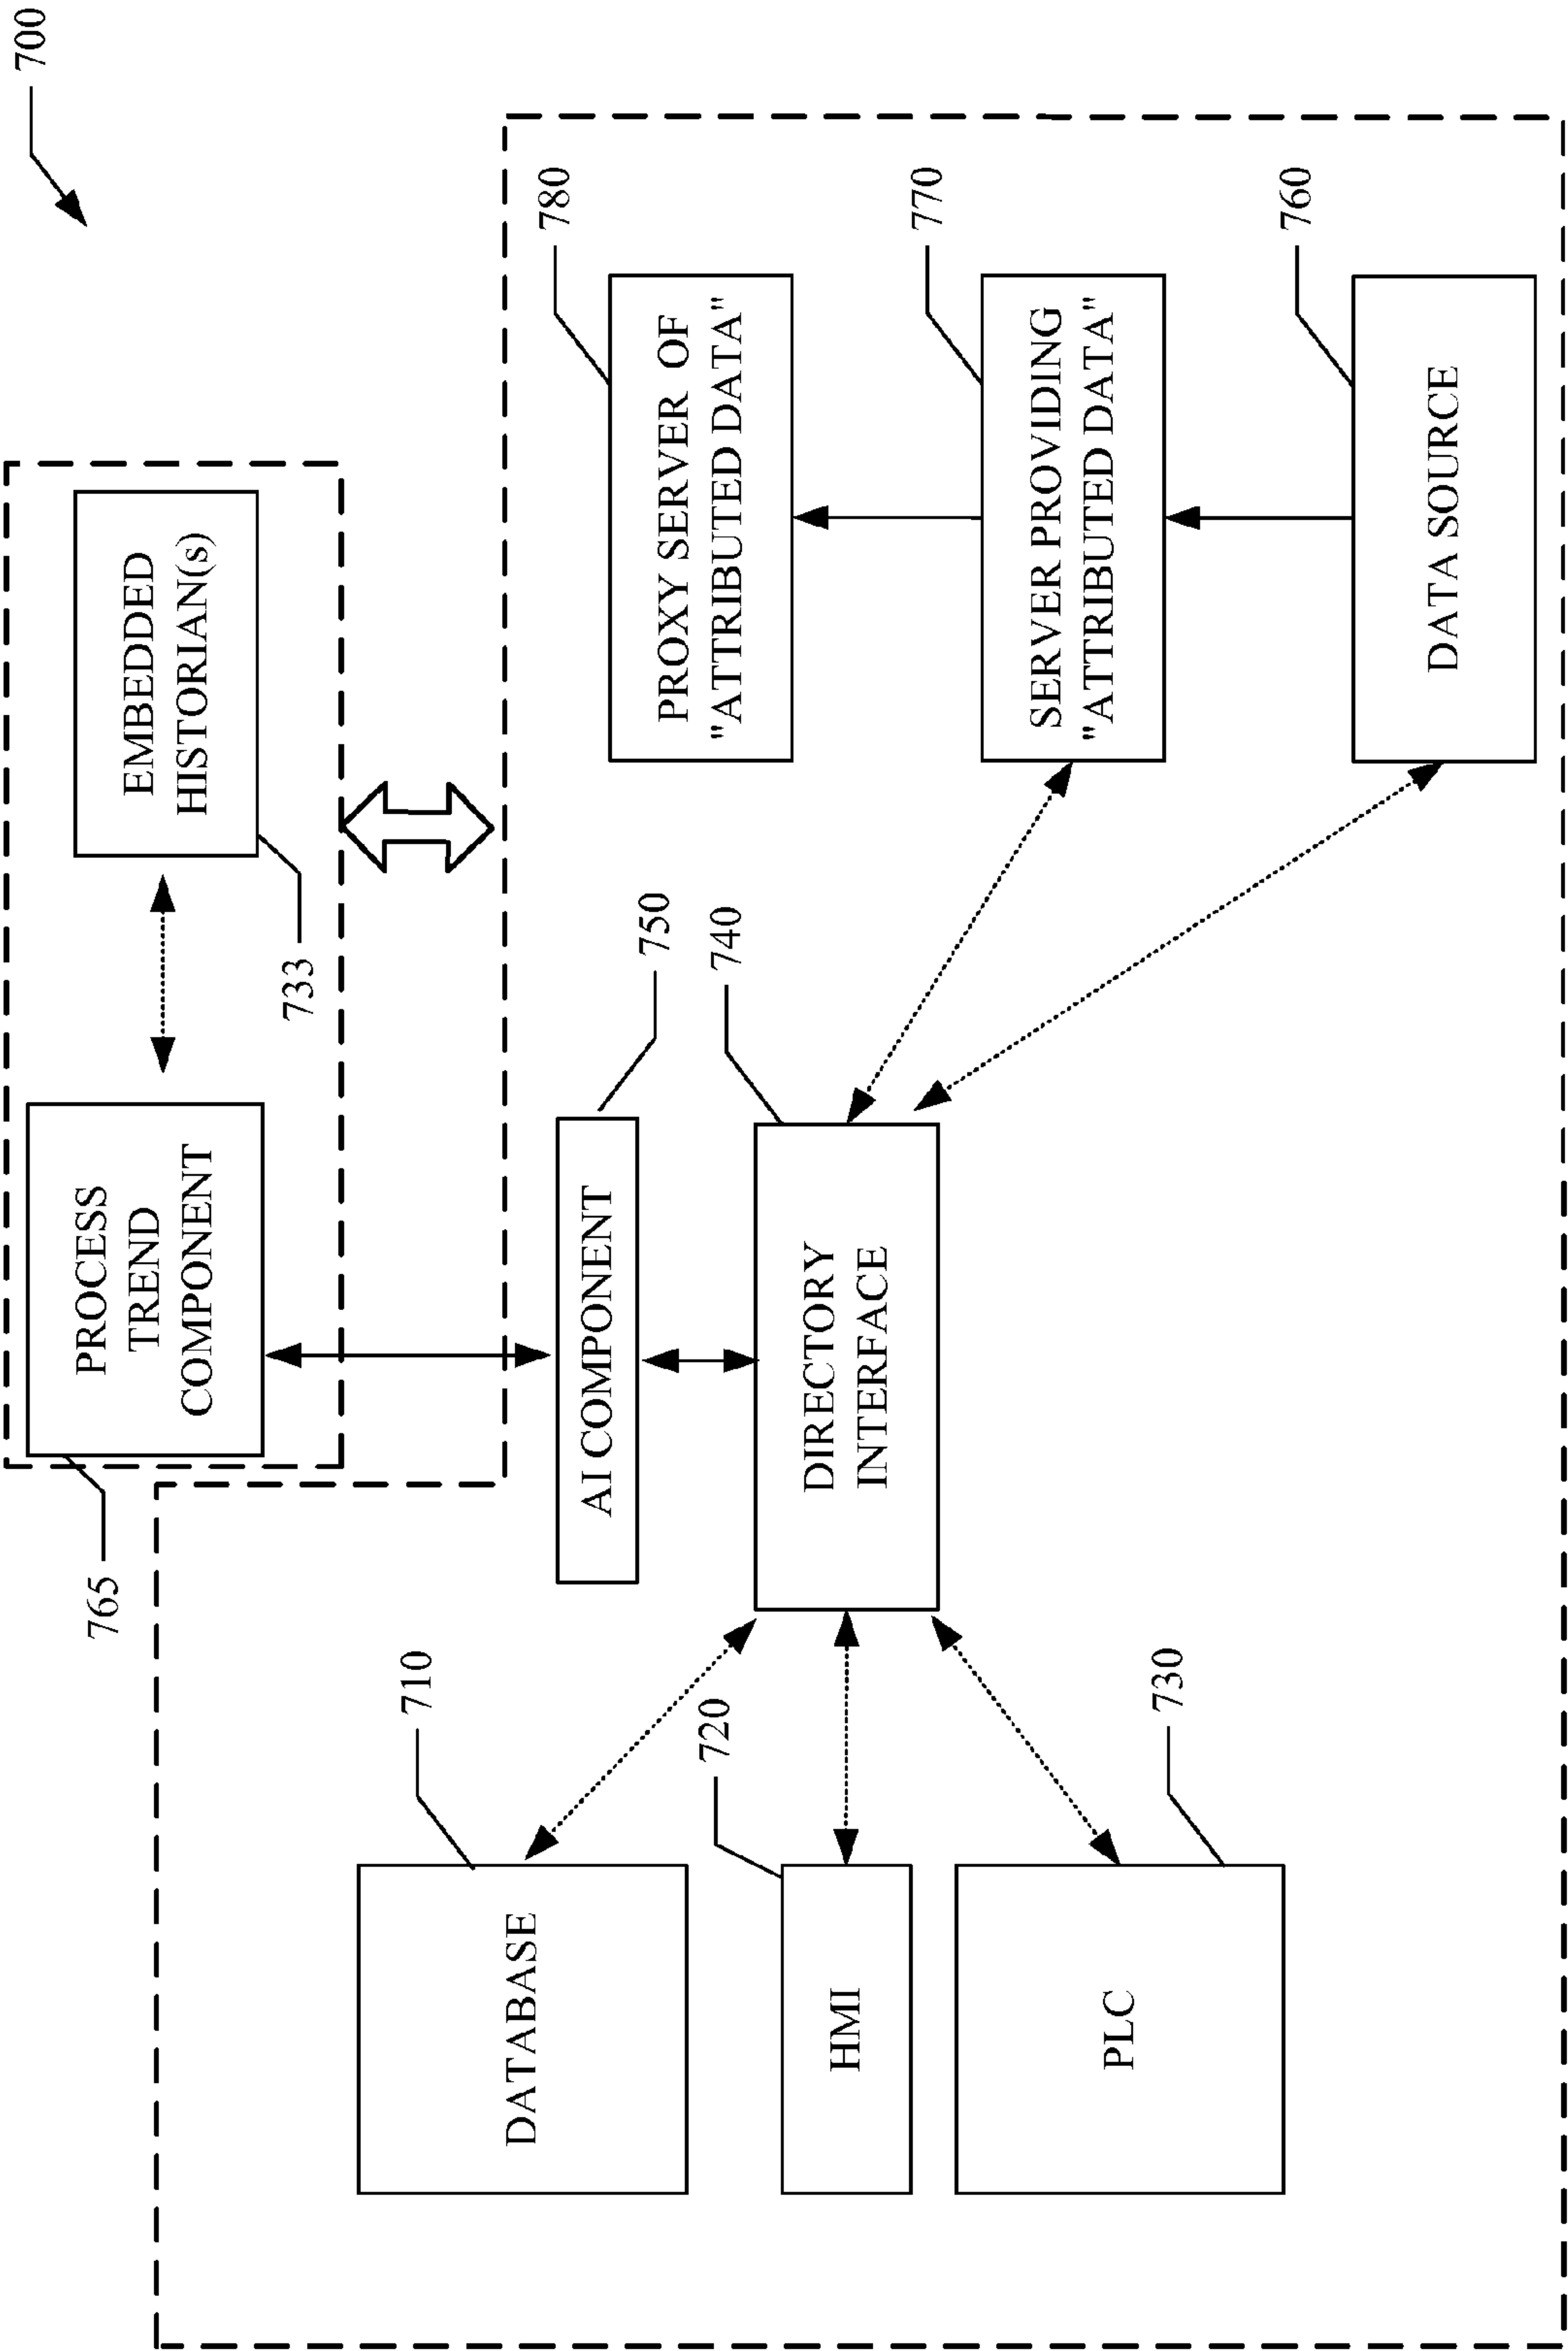 700
PROCESS
TREND
COMPONENT
765
EMBEDDED
HISTORIAN(s)
733
DATABASE
710
HMI
720
PLC
730
AI COMPONENT
750
DIRECTORY
INTERFACE
740
PROXY SERVER OF
"ATTRIBUTED DATA"
780
SERVER PROVIDING
"ATTRIBUTED DATA"
770
DATA SOURCE
760